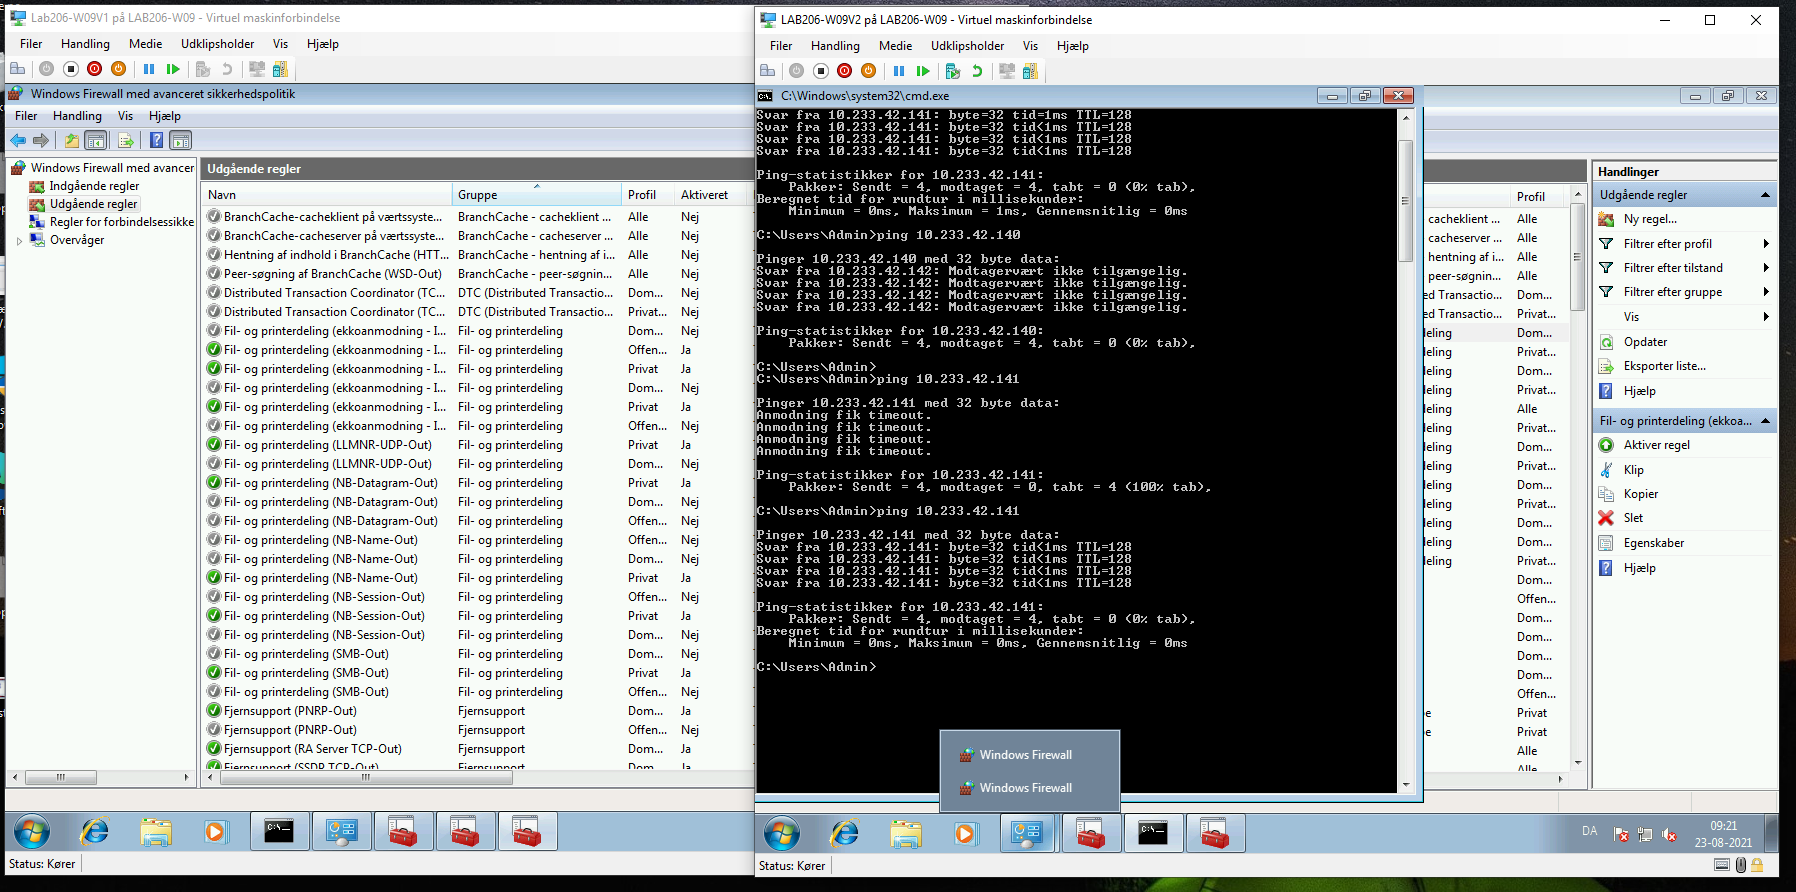 Lab206-W09V1 på LAB206-W09 - Virtuel maskinforbindelse
Filer Handling Medie Udklipsholder Vis Hjælp
Windows Firewall med avanceret sikkerhedspolitik
Filer Handling Vis Hjælp
Windows Firewall med avancer
Indgående regler
Udgående regler
Regler for forbindelsessikke
Overvåger
Udgående regler
Navn Gruppe Profil Aktiveret
BranchCache-cacheklient på værtssyste... BranchCache - cacheklient ... Alle Nej
BranchCache-cacheserver på værtssyste... BranchCache - cacheserver ... Alle Nej
Hentning af indhold i BranchCache (HTT... BranchCache - hentning af i... Alle Nej
Peer-søgning af BranchCache (WSD-Out) BranchCache - peer-søgnin... Alle Nej
Distributed Transaction Coordinator (TC... DTC (Distributed Transactio... Dom... Nej
Distributed Transaction Coordinator (TC... DTC (Distributed Transactio... Privat... Nej
Fil- og printerdeling (ekkoanmodning - I... Fil- og printerdeling Dom... Nej
Fil- og printerdeling (ekkoanmodning - I... Fil- og printerdeling Offen... Ja
Fil- og printerdeling (ekkoanmodning - I... Fil- og printerdeling Privat Ja
Fil- og printerdeling (ekkoanmodning - I... Fil- og printerdeling Dom... Nej
Fil- og printerdeling (ekkoanmodning - I... Fil- og printerdeling Privat Ja
Fil- og printerdeling (ekkoanmodning - I... Fil- og printerdeling Offen... Nej
Fil- og printerdeling (LLMNR-UDP-Out) Fil- og printerdeling Privat Ja
Fil- og printerdeling (LLMNR-UDP-Out) Fil- og printerdeling Dom... Nej
Fil- og printerdeling (NB-Datagram-Out) Fil- og printerdeling Privat Ja
Fil- og printerdeling (NB-Datagram-Out) Fil- og printerdeling Dom... Nej
Fil- og printerdeling (NB-Datagram-Out) Fil- og printerdeling Offen... Nej
Fil- og printerdeling (NB-Name-Out) Fil- og printerdeling Offen... Nej
Fil- og printerdeling (NB-Name-Out) Fil- og printerdeling Dom... Nej
Fil- og printerdeling (NB-Name-Out) Fil- og printerdeling Privat Ja
Fil- og printerdeling (NB-Session-Out) Fil- og printerdeling Offen... Nej
Fil- og printerdeling (NB-Session-Out) Fil- og printerdeling Privat Ja
Fil- og printerdeling (NB-Session-Out) Fil- og printerdeling Dom... Nej
Fil- og printerdeling (SMB-Out) Fil- og printerdeling Dom... Nej
Fil- og printerdeling (SMB-Out) Fil- og printerdeling Privat Ja
Fil- og printerdeling (SMB-Out) Fil- og printerdeling Offen... Nej
Fjernsupport (PNRP-Out) Fjernsupport Dom... Ja
Fjernsupport (PNRP-Out) Fjernsupport Offen... Nej
Fjernsupport (RA Server TCP-Out) Fjernsupport Dom... Ja
Fjernsupport (SSDP TCP-Out) Fjernsupport Dom... Ja
Status: Kører
LAB206-W09V2 på LAB206-W09 - Virtuel maskinforbindelse
Filer Handling Medie Udklipsholder Vis Hjælp
C:\Windows\system32\cmd.exe
Svar fra 10.233.42.141: byte=32 tid=1ms TTL=128
Svar fra 10.233.42.141: byte=32 tid<1ms TTL=128
Svar fra 10.233.42.141: byte=32 tid<1ms TTL=128
Svar fra 10.233.42.141: byte=32 tid<1ms TTL=128
Ping-statistikker for 10.233.42.141:
Pakker: Sendt = 4, modtaget = 4, tabt = 0 (0% tab),
Beregnet tid for rundtur i millisekunder:
Minimum = 0ms, Maksimum = 1ms, Gennemsnitlig = 0ms
C:\Users\Admin>ping 10.233.42.140
Pinger 10.233.42.140 med 32 byte data:
Svar fra 10.233.42.142: Modtagervært ikke tilgængelig.
Svar fra 10.233.42.142: Modtagervært ikke tilgængelig.
Svar fra 10.233.42.142: Modtagervært ikke tilgængelig.
Svar fra 10.233.42.142: Modtagervært ikke tilgængelig.
Ping-statistikker for 10.233.42.140:
Pakker: Sendt = 4, modtaget = 4, tabt = 0 (0% tab),
C:\Users\Admin>
C:\Users\Admin>ping 10.233.42.141
Pinger 10.233.42.141 med 32 byte data:
Anmodning fik timeout.
Anmodning fik timeout.
Anmodning fik timeout.
Anmodning fik timeout.
Ping-statistikker for 10.233.42.141:
Pakker: Sendt = 4, modtaget = 0, tabt = 4 (100% tab),
C:\Users\Admin>ping 10.233.42.141
Pinger 10.233.42.141 med 32 byte data:
Svar fra 10.233.42.141: byte=32 tid<1ms TTL=128
Svar fra 10.233.42.141: byte=32 tid<1ms TTL=128
Svar fra 10.233.42.141: byte=32 tid<1ms TTL=128
Svar fra 10.233.42.141: byte=32 tid<1ms TTL=128
Ping-statistikker for 10.233.42.141:
Pakker: Sendt = 4, modtaget = 4, tabt = 0 (0% tab),
Beregnet tid for rundtur i millisekunder:
Minimum = 0ms, Maksimum = 0ms, Gennemsnitlig = 0ms
C:\Users\Admin>
Windows Firewall
Windows Firewall
Profil
cacheklient ... Alle
cacheserver ... Alle
hentning af i... Alle
peer-søgnin... Alle
ed Transactio... Dom...
ed Transactio... Privat...
leling Dom...
leling Privat...
leling Dom...
leling Privat...
leling Alle
leling Privat...
leling Dom...
leling Privat...
leling Dom...
leling Privat...
leling Dom...
leling Dom...
leling Privat...
Dom...
Offen...
Dom...
Dom...
Dom...
Dom...
Offen...
e Privat
e Privat
Alle
Alle
Handlinger
Udgående regler
Ny regel...
Filtrer efter profil
Filtrer efter tilstand
Filtrer efter gruppe
Vis
Opdater
Eksporter liste...
Hjælp
Fil- og printerdeling (ekkoa...
Aktiver regel
Klip
Kopier
Slet
Egenskaber
Hjælp
DA
09:21
23-08-2021
Status: Kører